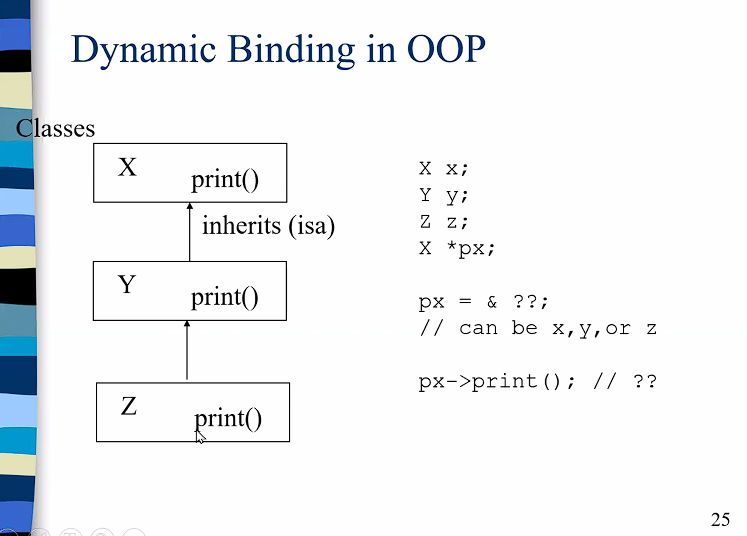 Dynamic Binding in OOP
Classes
X print()
inherits (isa)
Y print()
Z print()
X x;
Y y;
Z z;
X *px;
px = & ??;
// can be x,y,or z
px->print(); // ??
25